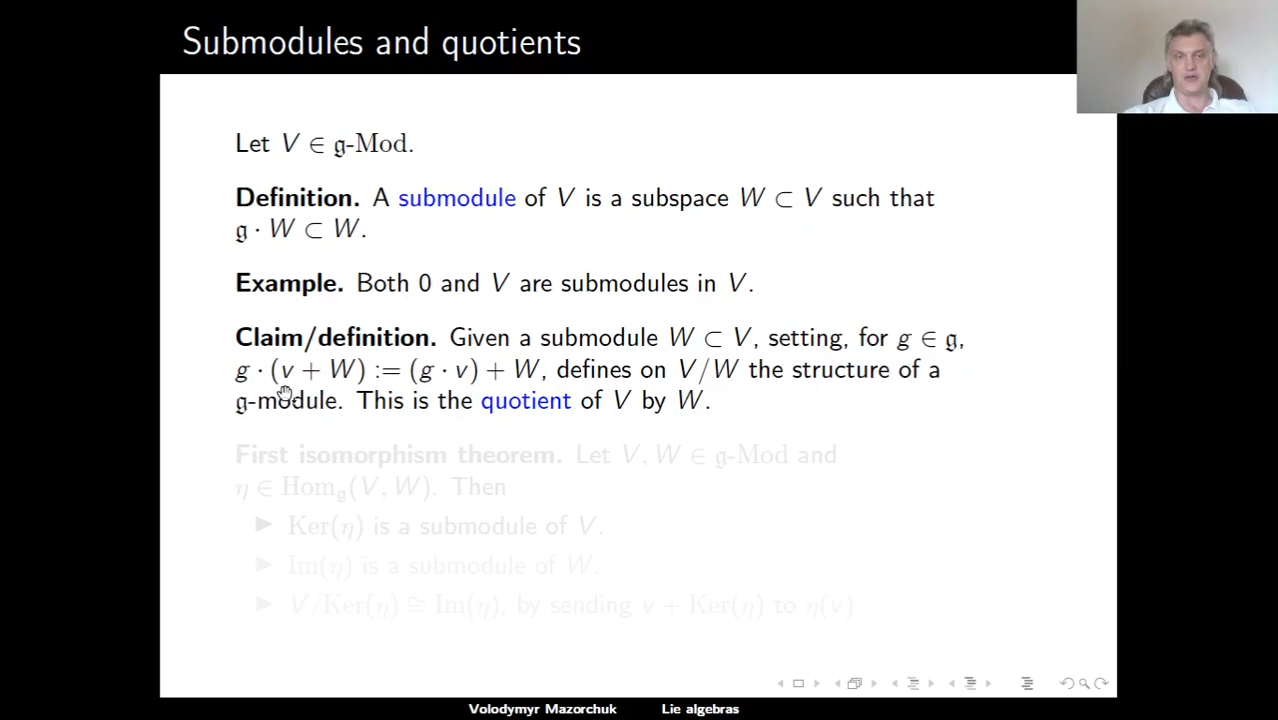 Submodules and quotients
Let V ∈ 𝔤-Mod.
Definition. A submodule of V is a subspace W ⊂ V such that
𝔤 · W ⊂ W.
Example. Both 0 and V are submodules in V.
Claim/definition. Given a submodule W ⊂ V, setting, for g ∈ 𝔤,
g · (v + W) := (g · v) + W, defines on V/W the structure of a
𝔤-module. This is the quotient of V by W.
First isomorphism theorem. Let V, W ∈ 𝔤-Mod and
η ∈ Hom𝔤(V, W). Then
▶ Ker(η) is a submodule of V.
▶ Im(η) is a submodule of W.
▶ V/Ker(η) ≅ Im(η), by sending v + Ker(η) to η(v).
Volodymyr Mazorchuk Lie algebras